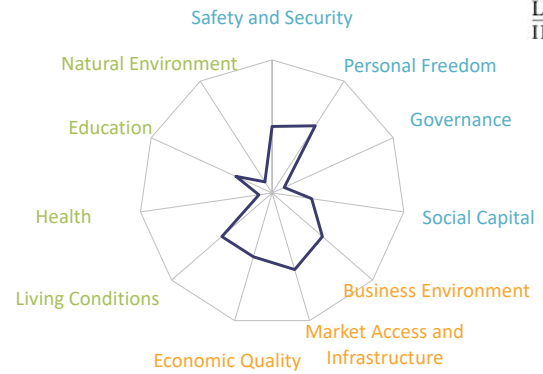 Safety and Security
Natural Environment
Personal Freedom
Education
Governance
Health
Social Capital
Living Conditions
Business Environment
Market Access and
Infrastructure
Economic Quality